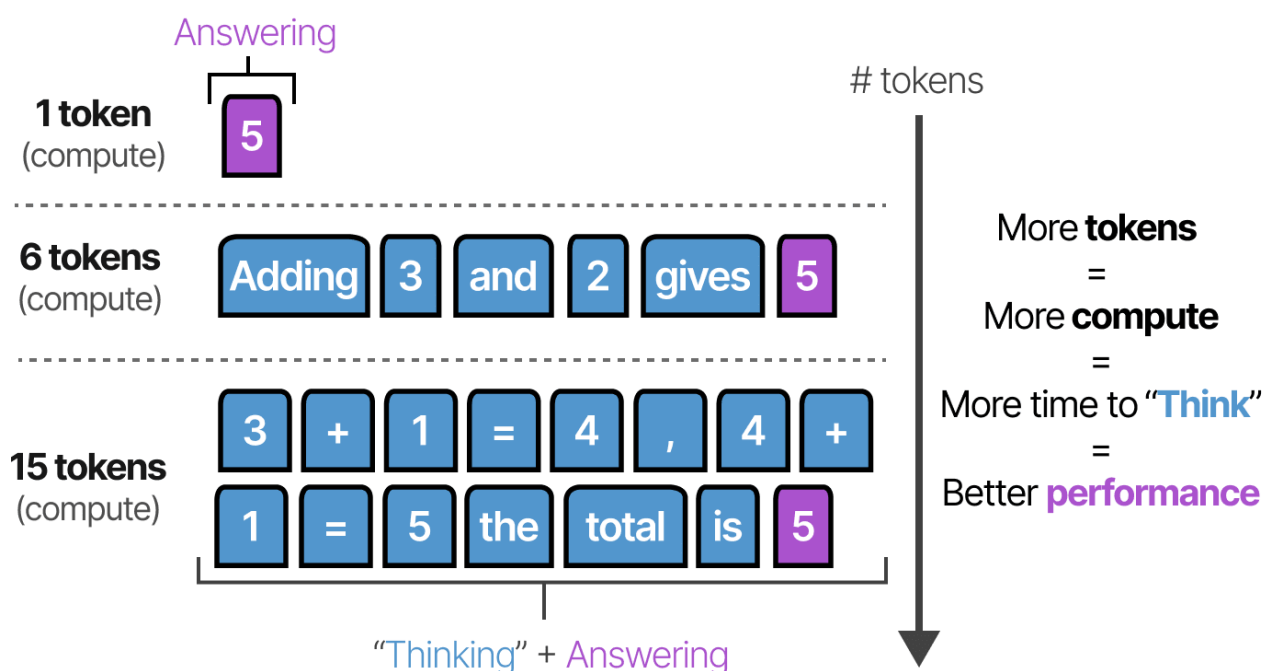 Answering
# tokens
1 token
(compute)
5
6 tokens
(compute)
Adding 3 and 2 gives 5
15 tokens
(compute)
3 + 1 = 4 , 4 +
1 = 5 the total is 5
"Thinking" + Answering
More tokens
=
More compute
=
More time to "Think"
=
Better performance